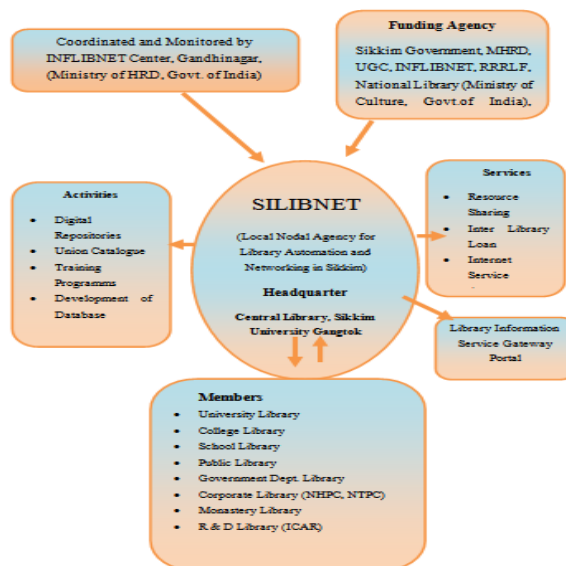 Coordinated and Monitored by
INFLIBNET Center, Gandhinagar,
(Ministry of HRD, Govt. of India)
Funding Agency
Sikkim Government, MHRD,
UGC, INFLIBNET, RRRLF,
National Library (Ministry of
Culture, Govt.of India),
Activities
• Digital
Repositories
• Union Catalogue
• Training
Programms
• Development of
Database
SILIBNET
(Local Nodal Agency for
Library Automation and
Networking in Sikkim)
Headquarter
Central Library, Sikkim
University Gangtok
Services
• Resource
Sharing
• Inter Library
Loan
• Internet
Service
Library Information
Service Gateway
Portal
Members
• University Library
• College Library
• School Library
• Public Library
• Government Dept. Library
• Corporate Library (NHPC, NTPC)
• Monastery Library
• R & D Library (ICAR)